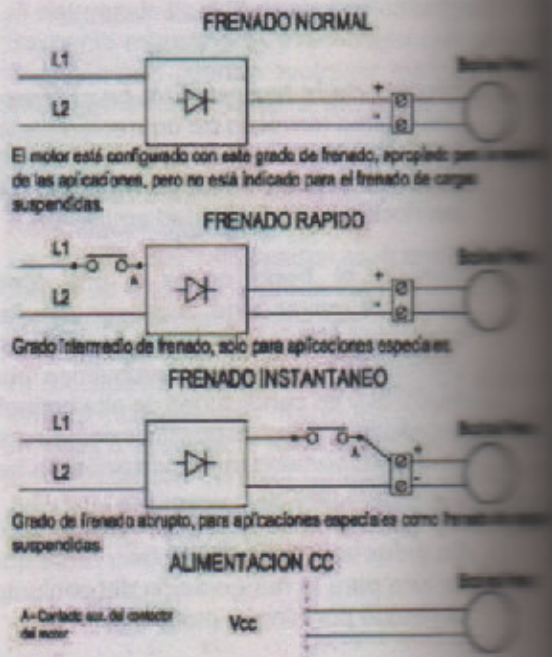 FRENADO NORMAL
L1
L2
+
-
El motor está configurado con este grado de frenado, apropiado
de las aplicaciones, pero no está indicado para el frenado de cargas
suspendidas.
FRENADO RAPIDO
L1
A
L2
+
-
Grado intermedio de frenado, solo para aplicaciones especiales.
FRENADO INSTANTANEO
L1
A
L2
+
-
Grado de frenado abrupto, para aplicaciones especiales como
suspendidas.
ALIMENTACION CC
A= Contacto aux. del contactor
del motor
Vcc